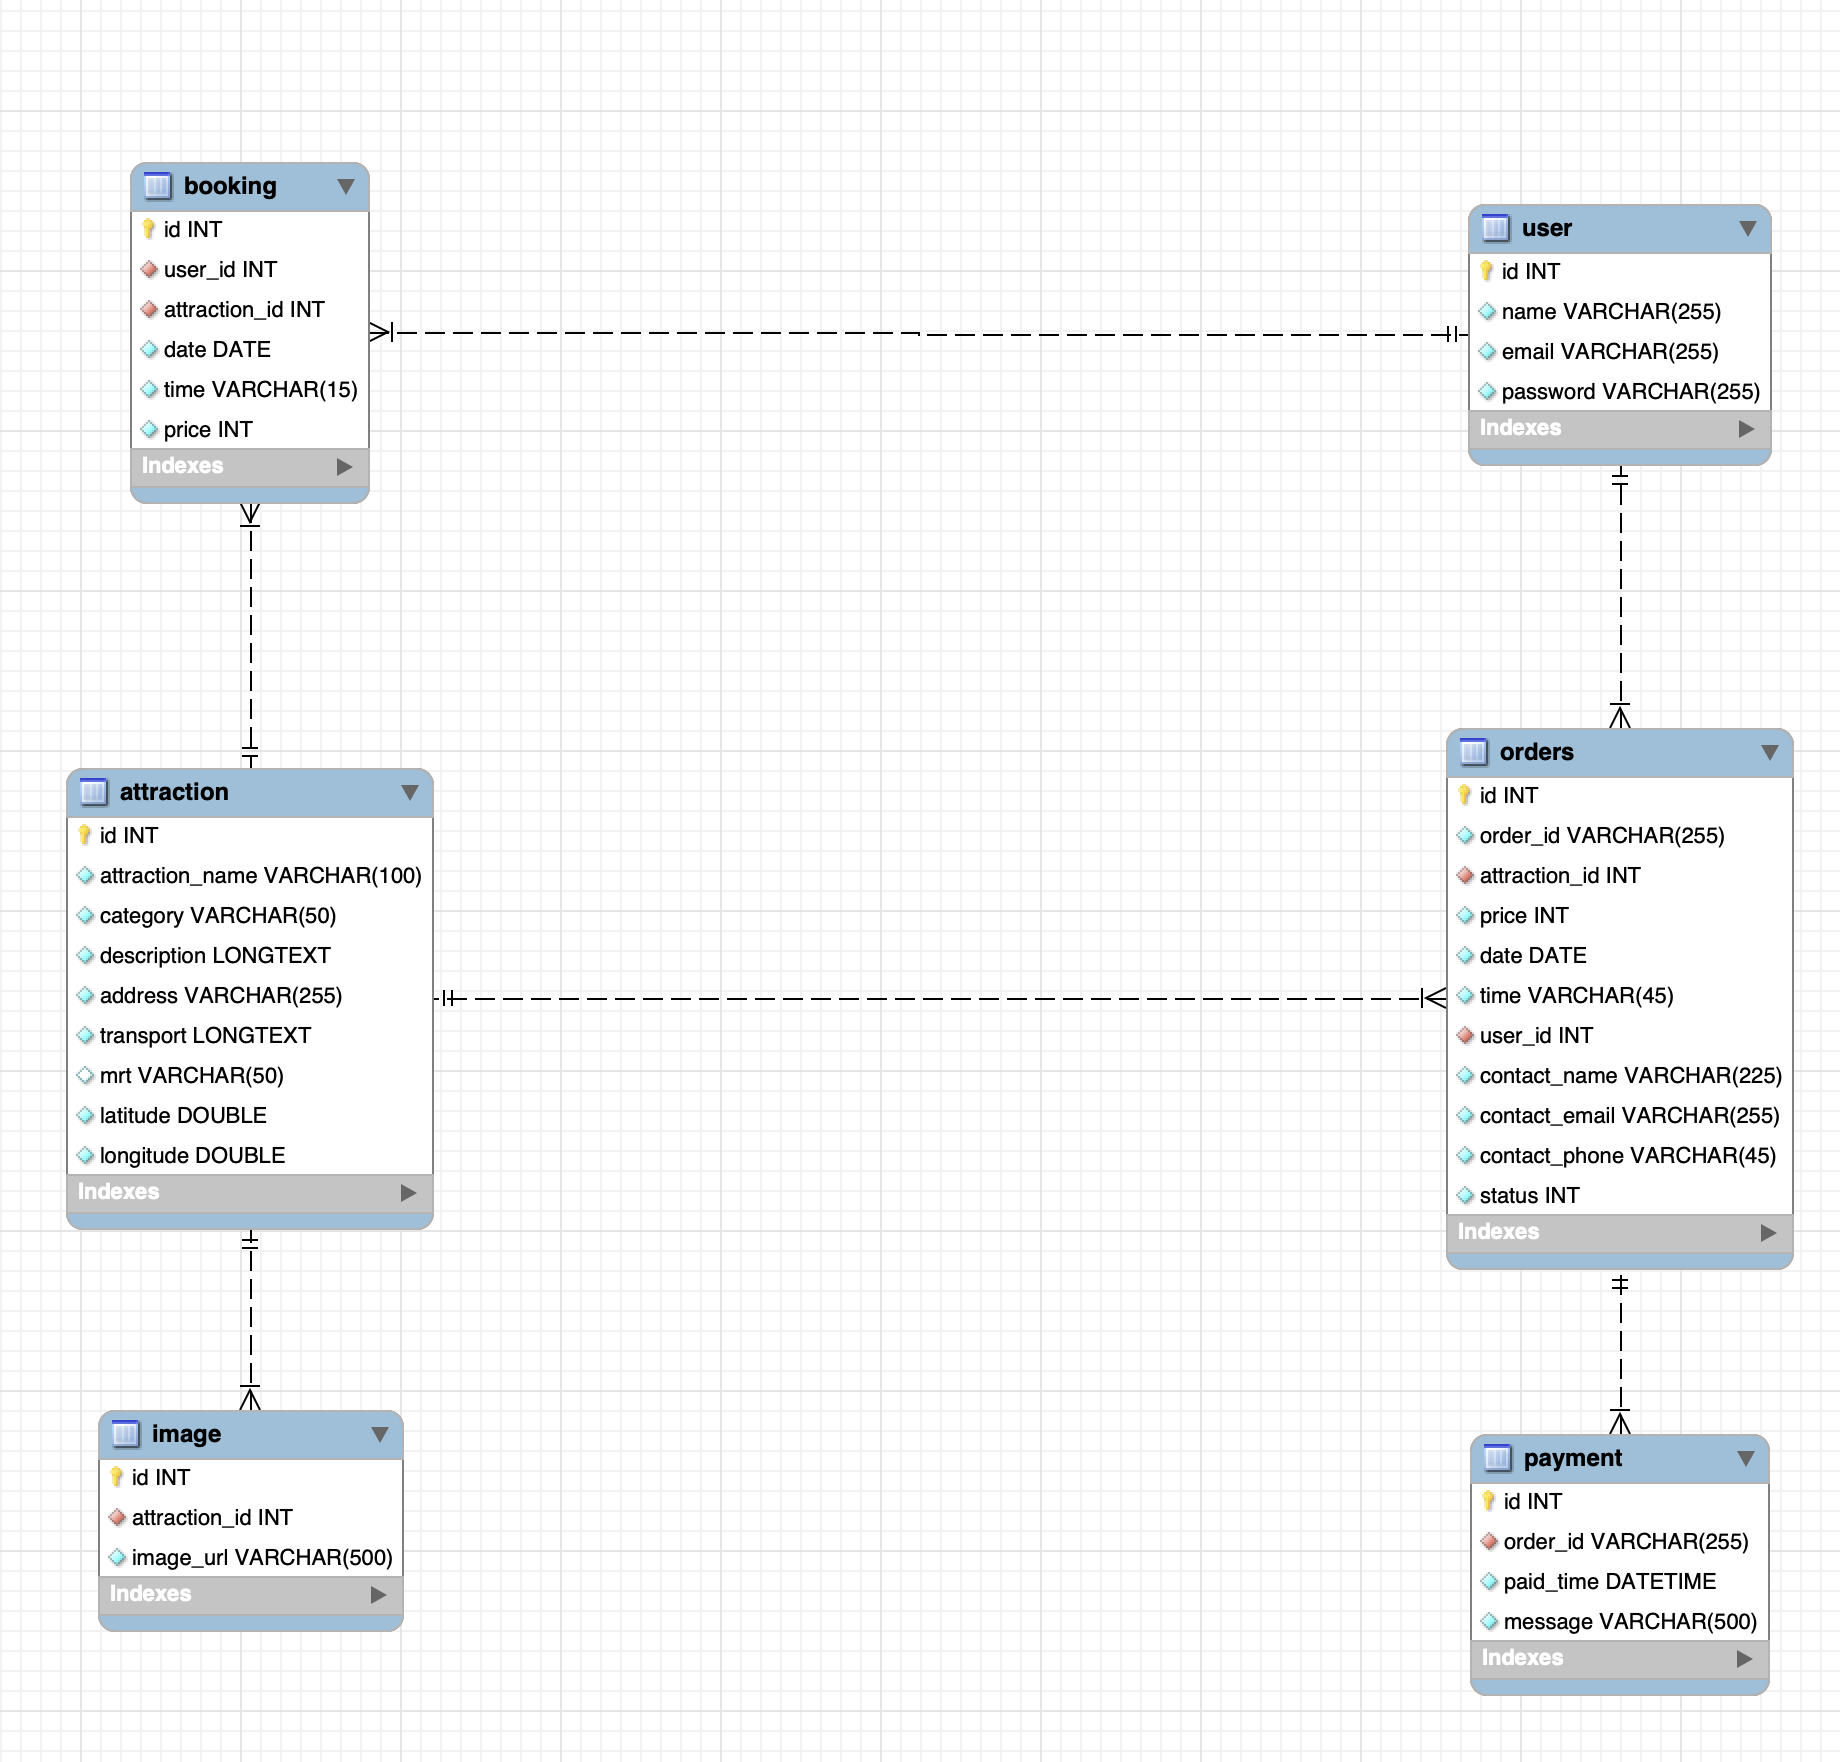 booking
id INT
user_id INT
attraction_id INT
date DATE
time VARCHAR(15)
price INT
Indexes
user
id INT
name VARCHAR(255)
email VARCHAR(255)
password VARCHAR(255)
Indexes
attraction
id INT
attraction_name VARCHAR(100)
category VARCHAR(50)
description LONGTEXT
address VARCHAR(255)
transport LONGTEXT
mrt VARCHAR(50)
latitude DOUBLE
longitude DOUBLE
Indexes
orders
id INT
order_id VARCHAR(255)
attraction_id INT
price INT
date DATE
time VARCHAR(45)
user_id INT
contact_name VARCHAR(225)
contact_email VARCHAR(255)
contact_phone VARCHAR(45)
status INT
Indexes
image
id INT
attraction_id INT
image_url VARCHAR(500)
Indexes
payment
id INT
order_id VARCHAR(255)
paid_time DATETIME
message VARCHAR(500)
Indexes